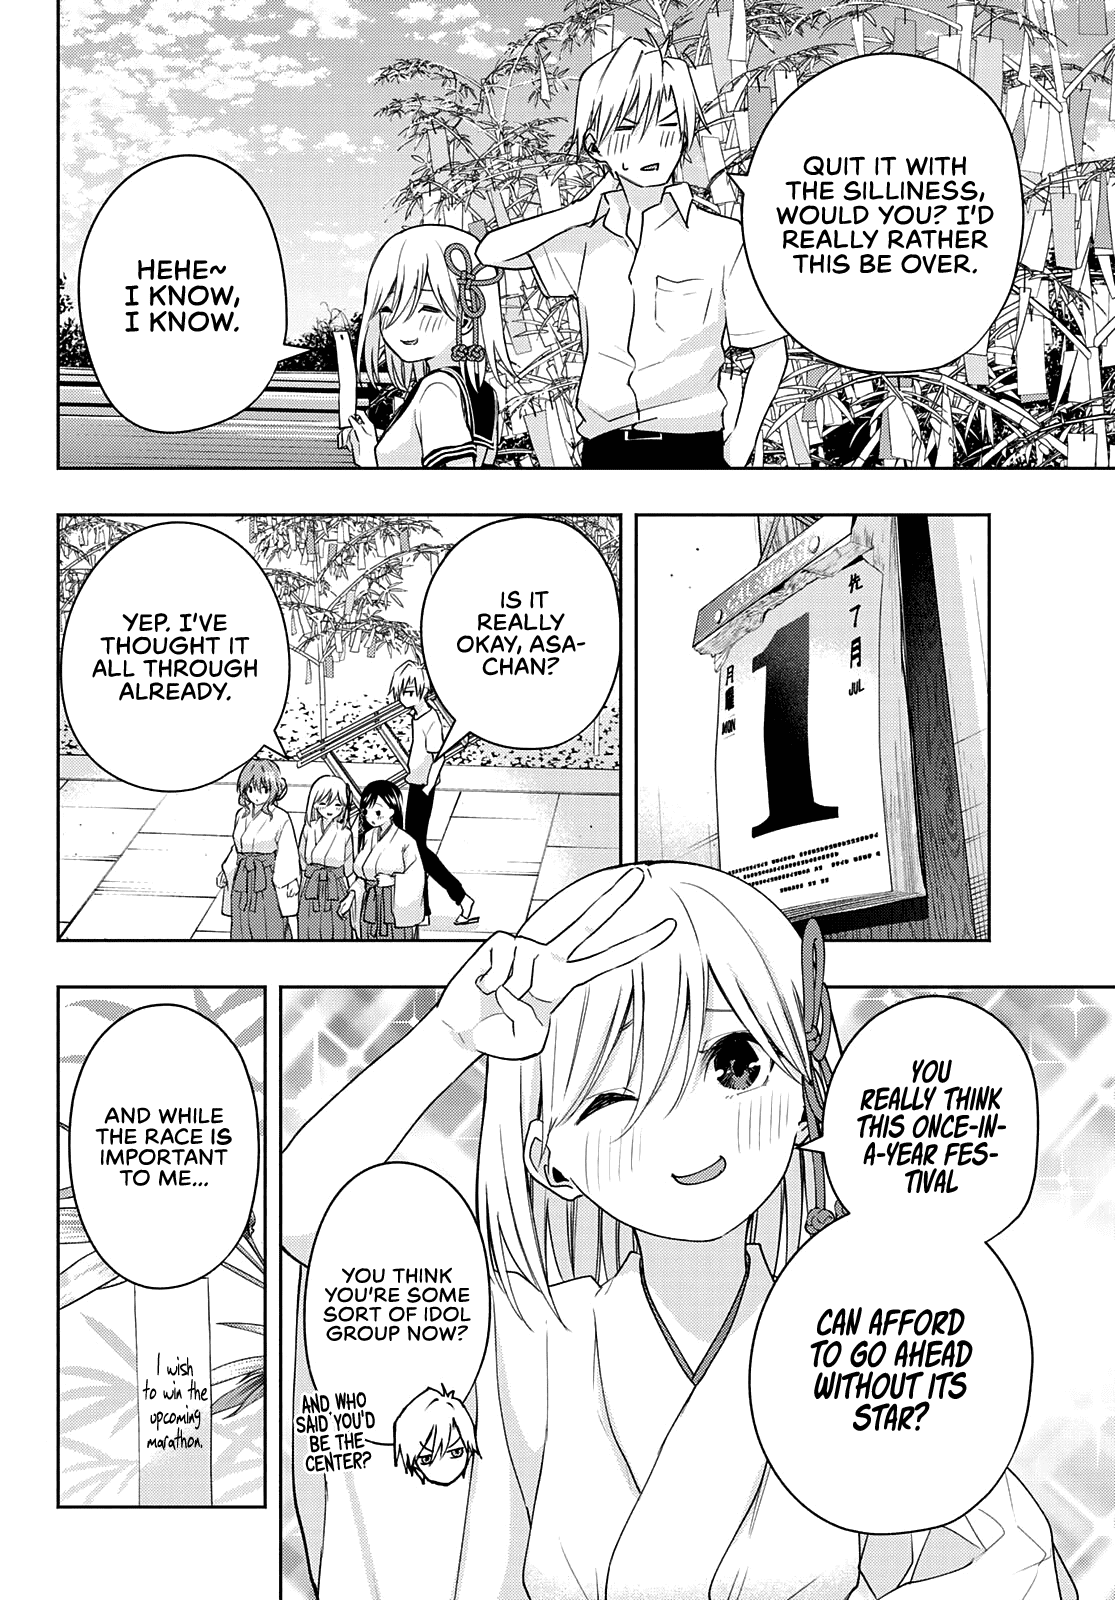 QUIT IT WITH
THE SILLINESS,
WOULD YOU? I'D
REALLY RATHER
THIS BE OVER.
HEHE~
I KNOW,
I KNOW.
先
7
月
JUL
1
月
曜
MON
IS IT
REALLY
OKAY, ASA-
CHAN?
YEP. I'VE
THOUGHT IT
ALL THROUGH
ALREADY.
YOU
REALLY THINK
THIS ONCE-IN-
A-YEAR FES-
TIVAL
CAN AFFORD
TO GO AHEAD
WITHOUT ITS
STAR?
YOU THINK
YOU'RE SOME
SORT OF IDOL
GROUP NOW?
AND WHO
SAID YOU'D
BE THE
CENTER?
AND WHILE
THE RACE IS
IMPORTANT
TO ME...
I wish
to win the
upcoming
marathon.